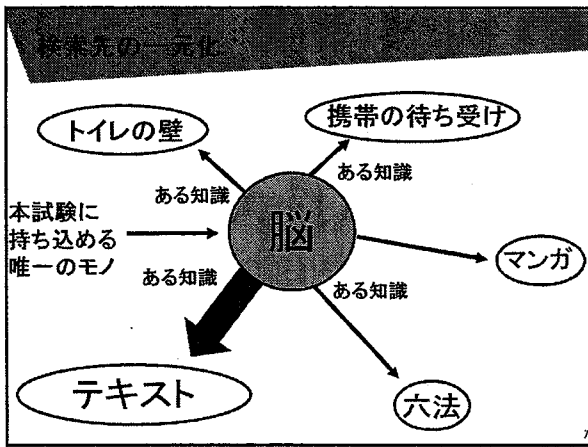 検索先の一元化
トイレの壁
携帯の待ち受け
ある知識
ある知識
本試験に
持ち込める
唯一のモノ
脳
マンガ
ある知識
ある知識
テキスト
六法
7